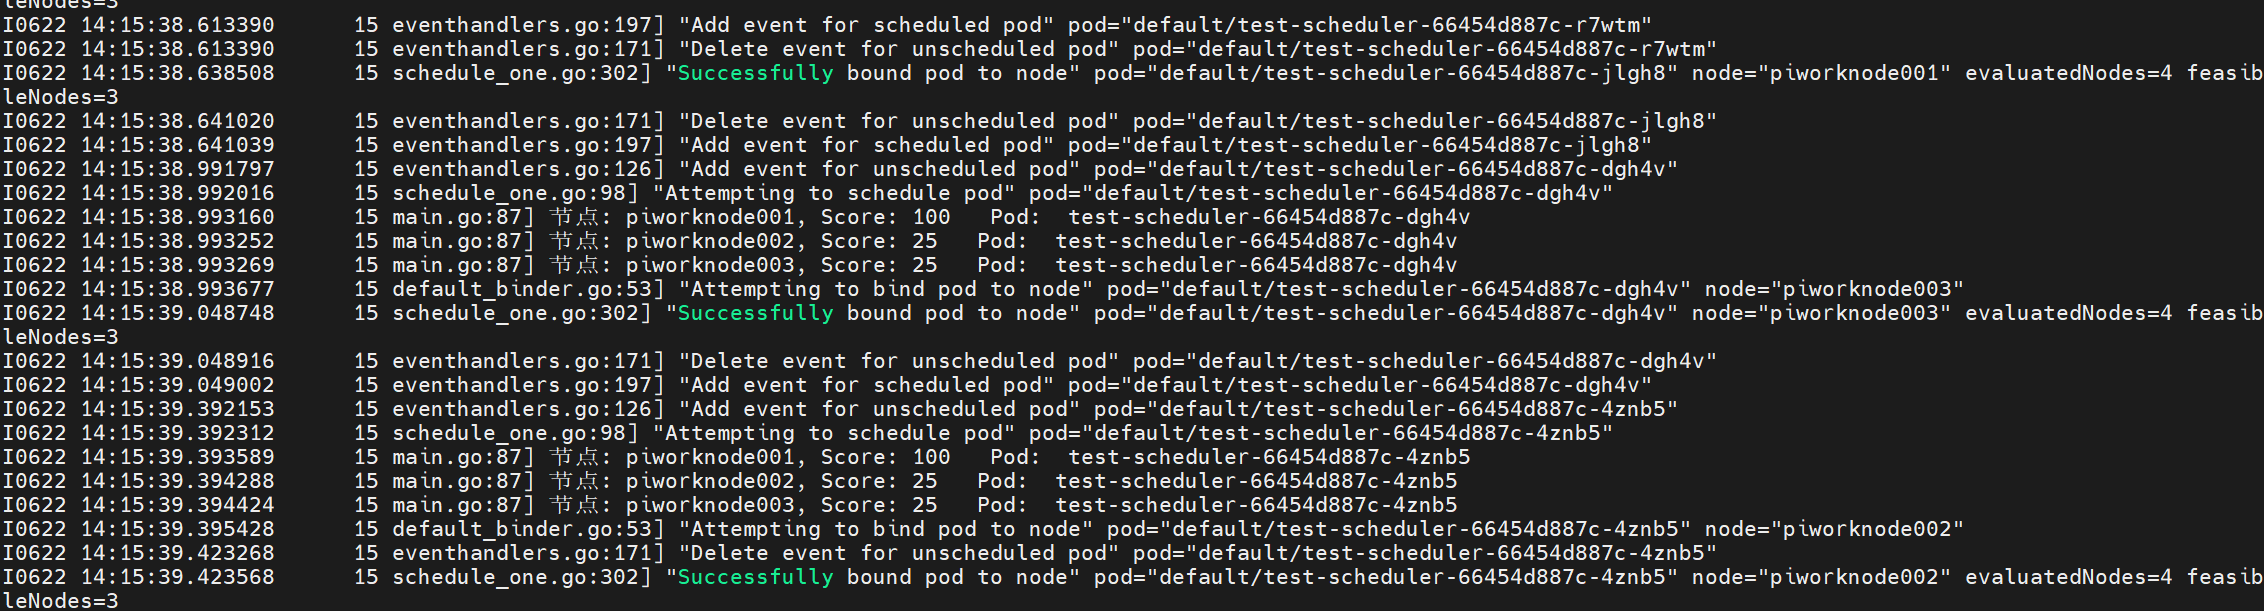 leNodes=3
I0622 14:15:38.613390      15 eventhandlers.go:197] "Add event for scheduled pod" pod="default/test-scheduler-66454d887c-r7wtm"
I0622 14:15:38.613390      15 eventhandlers.go:171] "Delete event for unscheduled pod" pod="default/test-scheduler-66454d887c-r7wtm"
I0622 14:15:38.638508      15 schedule_one.go:302] "Successfully bound pod to node" pod="default/test-scheduler-66454d887c-jlgh8" node="piworknode001" evaluatedNodes=4 feasib
leNodes=3
I0622 14:15:38.641020      15 eventhandlers.go:171] "Delete event for unscheduled pod" pod="default/test-scheduler-66454d887c-jlgh8"
I0622 14:15:38.641039      15 eventhandlers.go:197] "Add event for scheduled pod" pod="default/test-scheduler-66454d887c-jlgh8"
I0622 14:15:38.991797      15 eventhandlers.go:126] "Add event for unscheduled pod" pod="default/test-scheduler-66454d887c-dgh4v"
I0622 14:15:38.992016      15 schedule_one.go:98] "Attempting to schedule pod" pod="default/test-scheduler-66454d887c-dgh4v"
I0622 14:15:38.993160      15 main.go:87] 节点: piworknode001, Score: 100   Pod:  test-scheduler-66454d887c-dgh4v
I0622 14:15:38.993252      15 main.go:87] 节点: piworknode002, Score: 25   Pod:  test-scheduler-66454d887c-dgh4v
I0622 14:15:38.993269      15 main.go:87] 节点: piworknode003, Score: 25   Pod:  test-scheduler-66454d887c-dgh4v
I0622 14:15:38.993677      15 default_binder.go:53] "Attempting to bind pod to node" pod="default/test-scheduler-66454d887c-dgh4v" node="piworknode003"
I0622 14:15:39.048748      15 schedule_one.go:302] "Successfully bound pod to node" pod="default/test-scheduler-66454d887c-dgh4v" node="piworknode003" evaluatedNodes=4 feasib
leNodes=3
I0622 14:15:39.048916      15 eventhandlers.go:171] "Delete event for unscheduled pod" pod="default/test-scheduler-66454d887c-dgh4v"
I0622 14:15:39.049002      15 eventhandlers.go:197] "Add event for scheduled pod" pod="default/test-scheduler-66454d887c-dgh4v"
I0622 14:15:39.392153      15 eventhandlers.go:126] "Add event for unscheduled pod" pod="default/test-scheduler-66454d887c-4znb5"
I0622 14:15:39.392312      15 schedule_one.go:98] "Attempting to schedule pod" pod="default/test-scheduler-66454d887c-4znb5"
I0622 14:15:39.393589      15 main.go:87] 节点: piworknode001, Score: 100   Pod:  test-scheduler-66454d887c-4znb5
I0622 14:15:39.394288      15 main.go:87] 节点: piworknode002, Score: 25   Pod:  test-scheduler-66454d887c-4znb5
I0622 14:15:39.394424      15 main.go:87] 节点: piworknode003, Score: 25   Pod:  test-scheduler-66454d887c-4znb5
I0622 14:15:39.395428      15 default_binder.go:53] "Attempting to bind pod to node" pod="default/test-scheduler-66454d887c-4znb5" node="piworknode002"
I0622 14:15:39.423268      15 eventhandlers.go:171] "Delete event for unscheduled pod" pod="default/test-scheduler-66454d887c-4znb5"
I0622 14:15:39.423568      15 schedule_one.go:302] "Successfully bound pod to node" pod="default/test-scheduler-66454d887c-4znb5" node="piworknode002" evaluatedNodes=4 feasib
leNodes=3